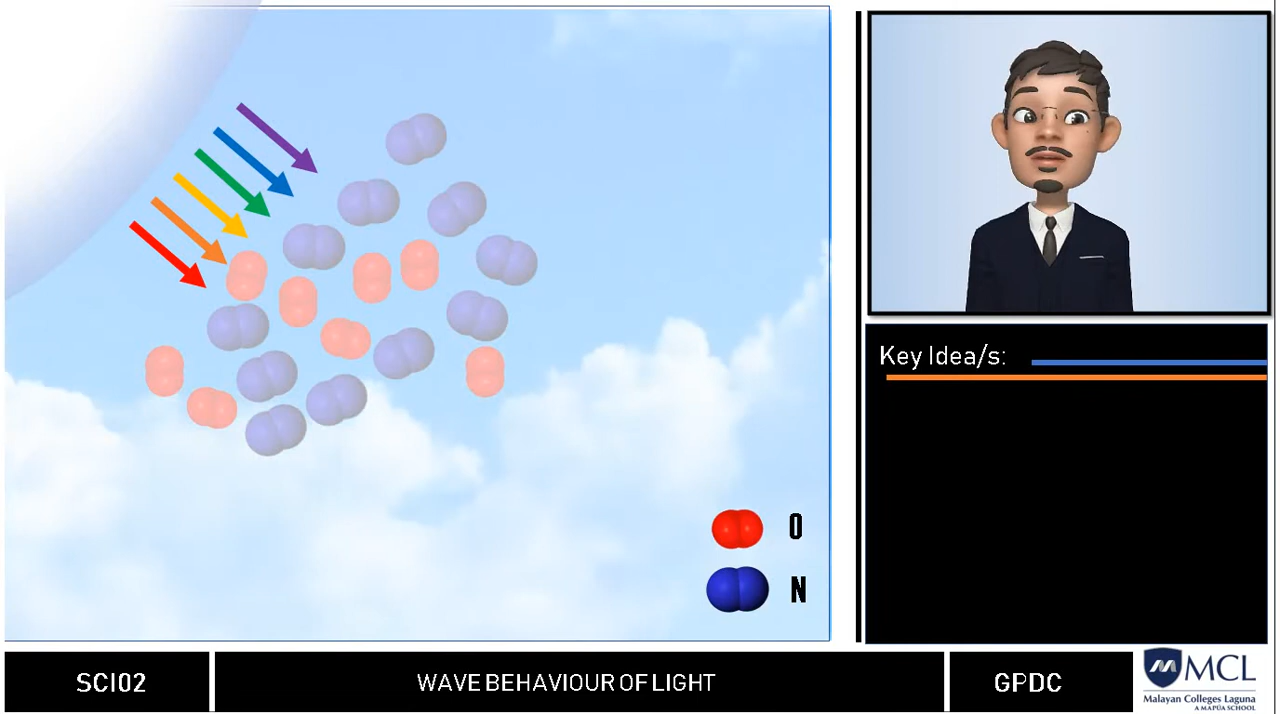 Key Idea/s:
O
N
SCI02
WAVE BEHAVIOUR OF LIGHT
GPDC
MCL
Malayan Colleges Laguna
A MAPÚA SCHOOL